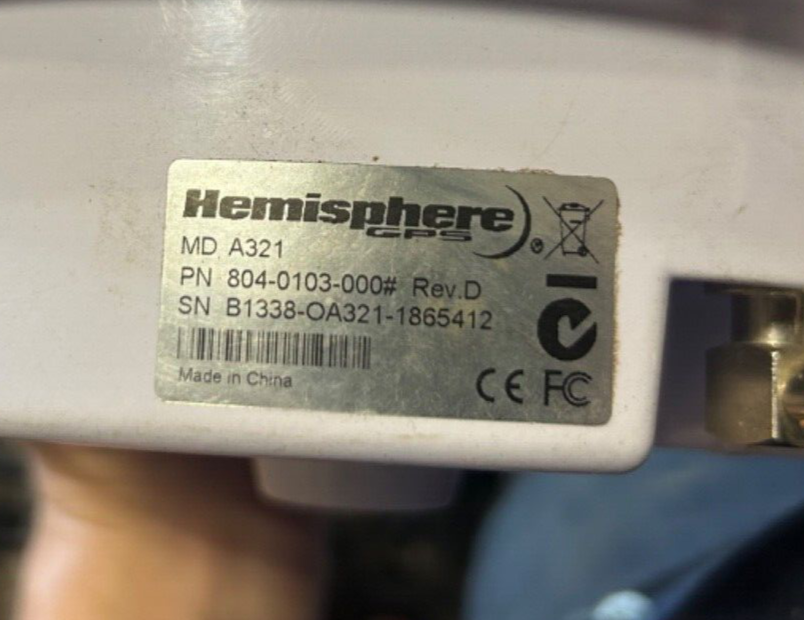 Hemisphere
GPS
MD A321
PN 804-0103-000# Rev.D
SN B1338-OA321-1865412
Made in China
CE FC